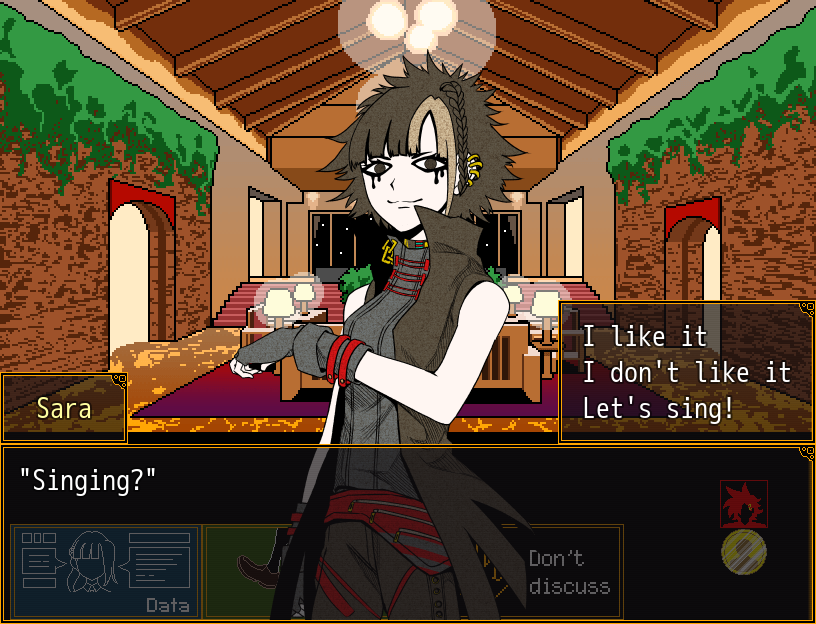 I like it
I don't like it
Let's sing!
Sara
"Singing?"
Data
Don't
discuss